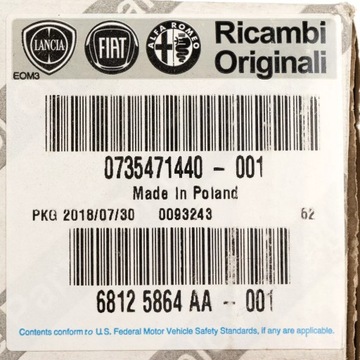 LANCIA
FIAT
ALFA ROMEO
Ricambi
Originali
EOM3
0735471440 - 001
Made In Poland
PKG 2018/07/30 0093243 62
6812 5864 AA - 001
Contents conform to U.S. Federal Motor Vehicle Safety Standards, if any are applicable.